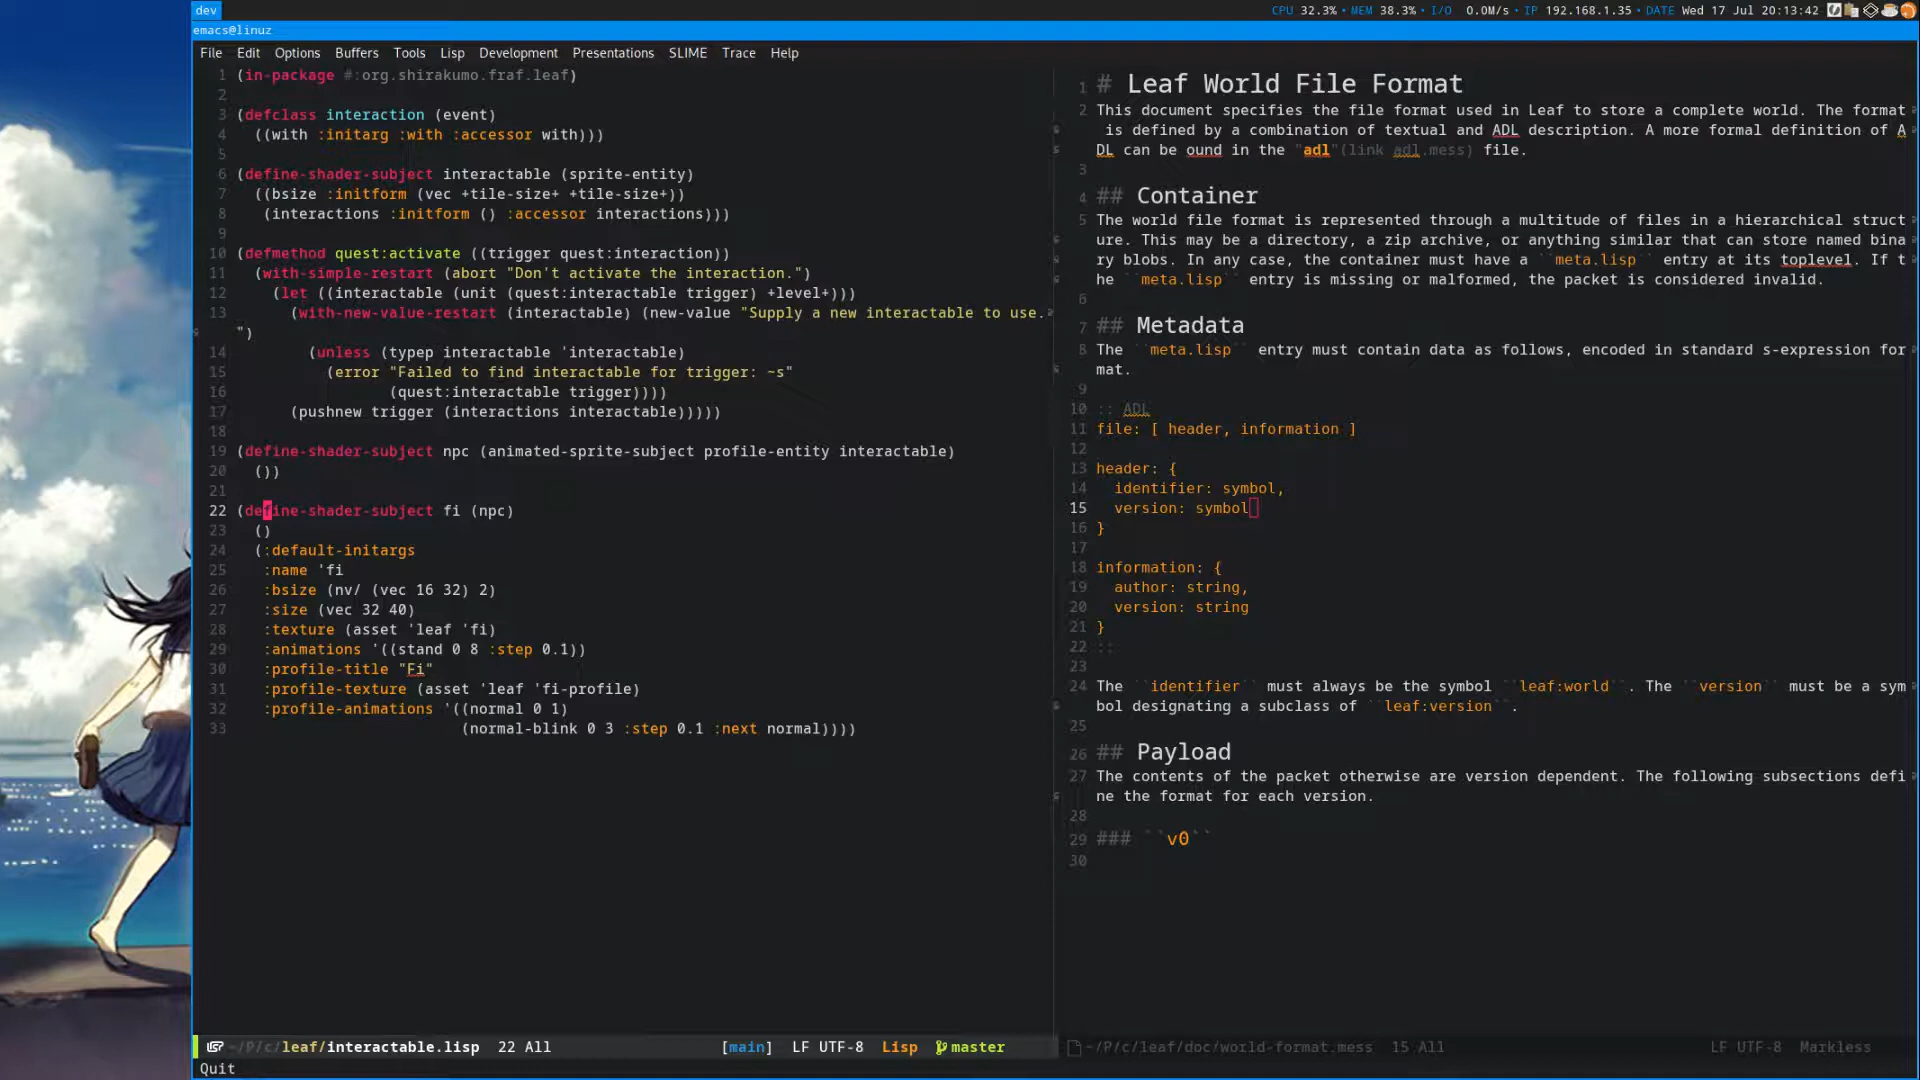 dev
CPU 32.3% • MEM 38.3% • I/O 0.0M/s • IP 192.168.1.35 • DATE Wed 17 Jul 20:13:42
emacs@linuz
File Edit Options Buffers Tools Lisp Development Presentations SLIME Trace Help
1 (in-package #:org.shirakumo.fraf.leaf)
2
3 (defclass interaction (event)
4 ((with :initarg :with :accessor with)))
5
6 (define-shader-subject interactable (sprite-entity)
7 ((bsize :initform (vec +tile-size+ +tile-size+))
8 (interactions :initform () :accessor interactions)))
9
10 (defmethod quest:activate ((trigger quest:interaction))
11 (with-simple-restart (abort "Don't activate the interaction.")
12 (let ((interactable (unit (quest:interactable trigger) +level+)))
13 (with-new-value-restart (interactable) (new-value "Supply a new interactable to use.
")
14 (unless (typep interactable 'interactable)
15 (error "Failed to find interactable for trigger: ~s"
16 (quest:interactable trigger))))
17 (pushnew trigger (interactions interactable)))))
18
19 (define-shader-subject npc (animated-sprite-subject profile-entity interactable)
20 ())
21
22 (define-shader-subject fi (npc)
23 ()
24 (:default-initargs
25 :name 'fi
26 :bsize (nv/ (vec 16 32) 2)
27 :size (vec 32 40)
28 :texture (asset 'leaf 'fi)
29 :animations '((stand 0 8 :step 0.1))
30 :profile-title "Fi"
31 :profile-texture (asset 'leaf 'fi-profile)
32 :profile-animations '((normal 0 1)
33 (normal-blink 0 3 :step 0.1 :next normal))))
~/P/c/leaf/interactable.lisp 22 All [main] LF UTF-8 Lisp master
Quit
1 # Leaf World File Format
2 This document specifies the file format used in Leaf to store a complete world. The format
is defined by a combination of textual and ADL description. A more formal definition of A
DL can be ound in the "adl"(link adl.mess) file.
3
4 ## Container
5 The world file format is represented through a multitude of files in a hierarchical struct
ure. This may be a directory, a zip archive, or anything similar that can store named bina
ry blobs. In any case, the container must have a ``meta.lisp`` entry at its toplevel. If t
he ``meta.lisp`` entry is missing or malformed, the packet is considered invalid.
6
7 ## Metadata
8 The ``meta.lisp`` entry must contain data as follows, encoded in standard s-expression for
mat.
9
10 :: ADL
11 file: [ header, information ]
12
13 header: {
14 identifier: symbol,
15 version: symbol
16 }
17
18 information: {
19 author: string,
20 version: string
21 }
22 ::
23
24 The ``identifier`` must always be the symbol ``leaf:world``. The ``version`` must be a sym
bol designating a subclass of ``leaf:version``.
25
26 ## Payload
27 The contents of the packet otherwise are version dependent. The following subsections defi
ne the format for each version.
28
29 ### ``v0``
30
~/P/c/leaf/doc/world-format.mess 15 All LF UTF-8 Markless